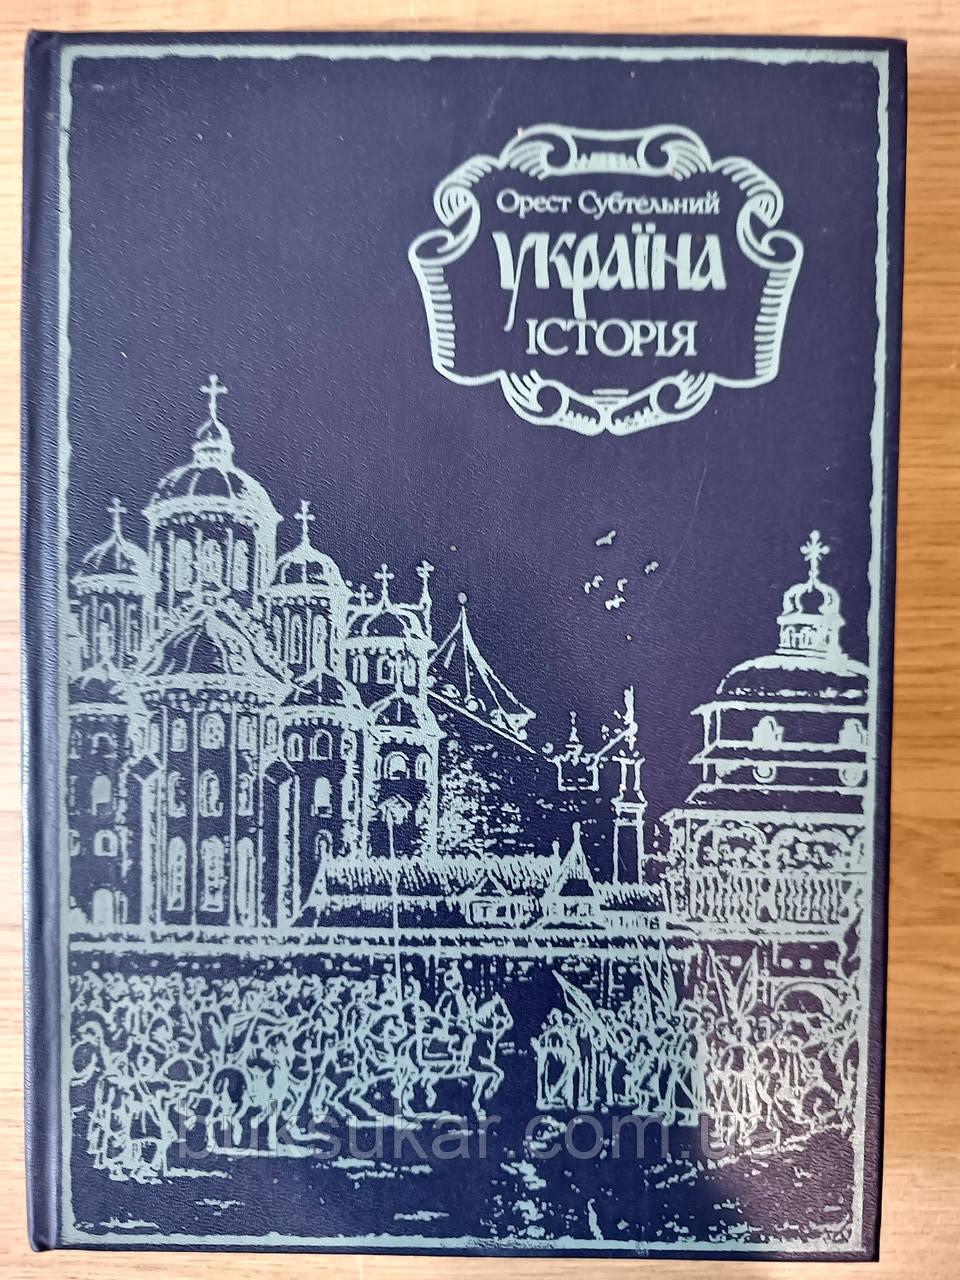 Орест Субтельний
Україна
ІСТОРІЯ
buksukar.com.ua